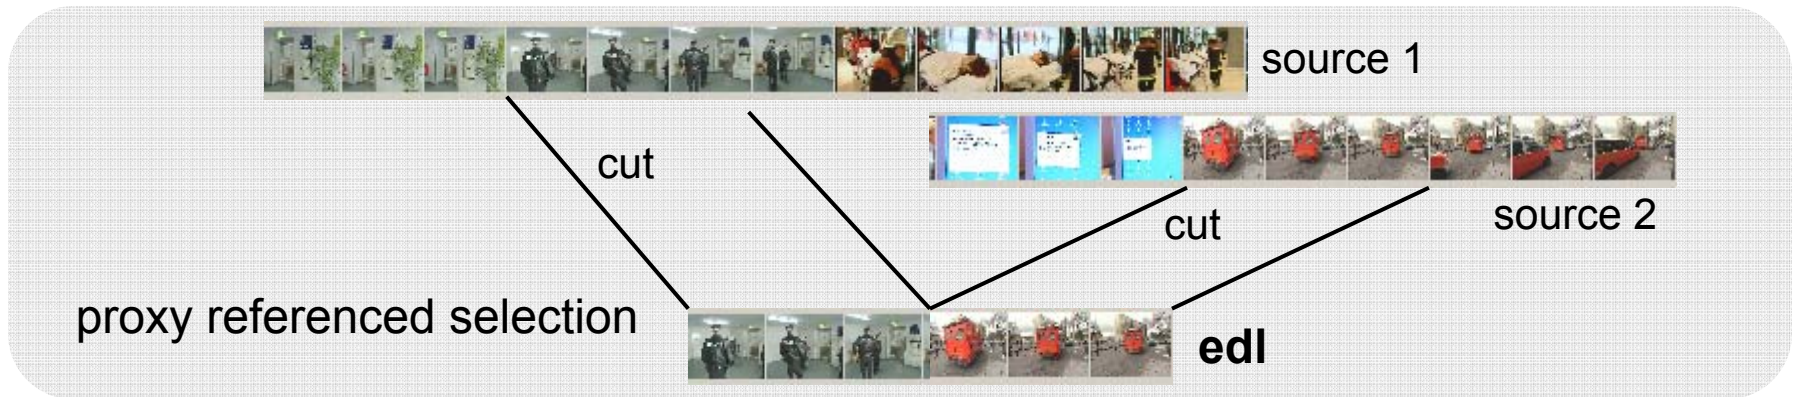 source 1
cut
cut
source 2
proxy referenced selection
edl